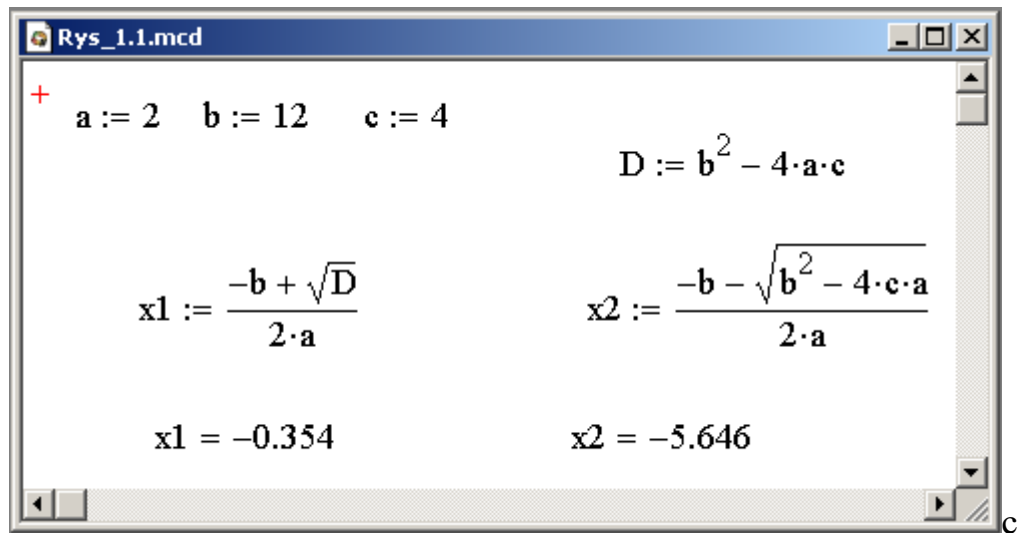 Rys_1.1.mcd
a := 2 b := 12 c := 4
D := b² − 4·a·c
x1 := (−b + √D) / (2·a) x2 := (−b − √(b² − 4·c·a)) / (2·a)
x1 = −0.354 x2 = −5.646
c